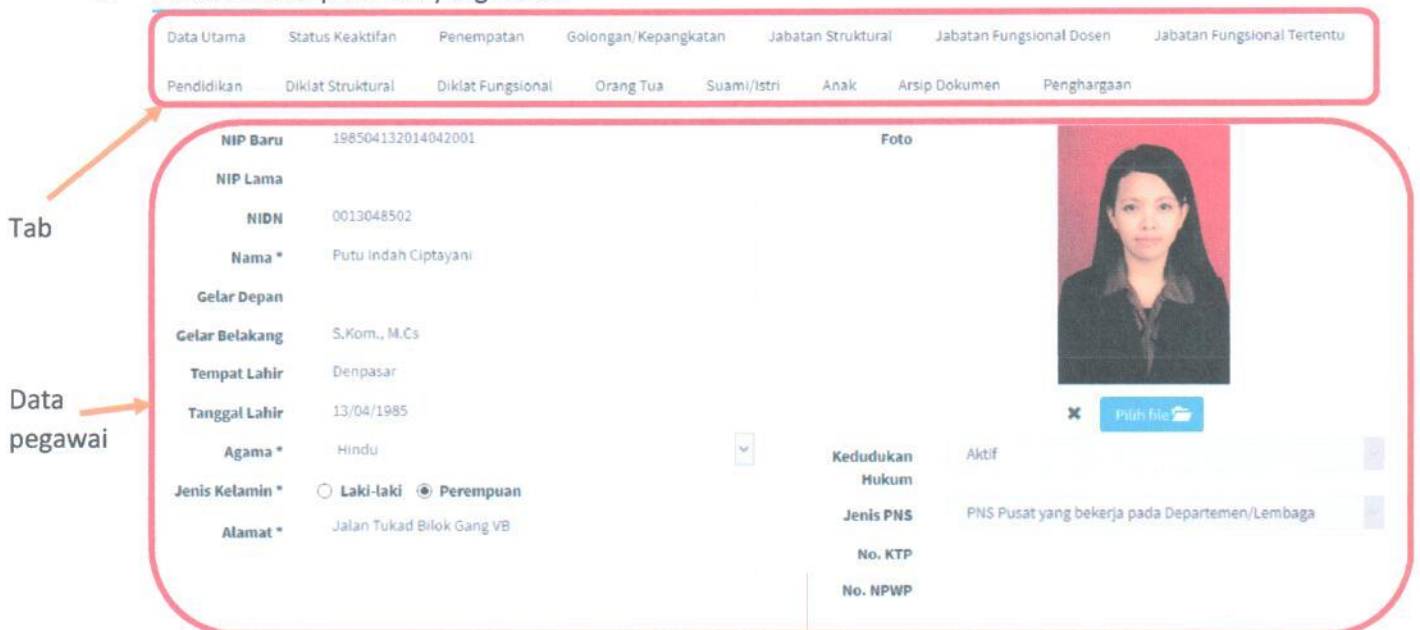 Data Utama Status Keaktifan Penempatan Golongan/Kepangkatan Jabatan Struktural Jabatan Fungsional Dosen Jabatan Fungsional Tertentu
Pendidikan Diklat Struktural Diklat Fungsional Orang Tua Suami/Istri Anak Arsip Dokumen Penghargaan
Tab
Data
pegawai
NIP Baru 198504132014042001
NIP Lama
NIDN 0013048502
Nama * Putu Indah Ciptayani
Gelar Depan
Gelar Belakang S.Kom., M.Cs
Tempat Lahir Denpasar
Tanggal Lahir 13/04/1985
Agama * Hindu
Jenis Kelamin * Laki-laki Perempuan
Alamat * Jalan Tukad Bilok Gang VB
Foto
Pilih file
Kedudukan Aktif
Hukum
Jenis PNS PNS Pusat yang bekerja pada Departemen/Lembaga
No. KTP
No. NPWP